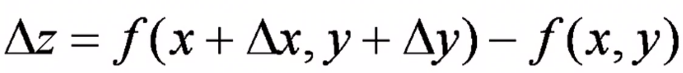 Δz = f(x + Δx, y + Δy) − f(x, y)